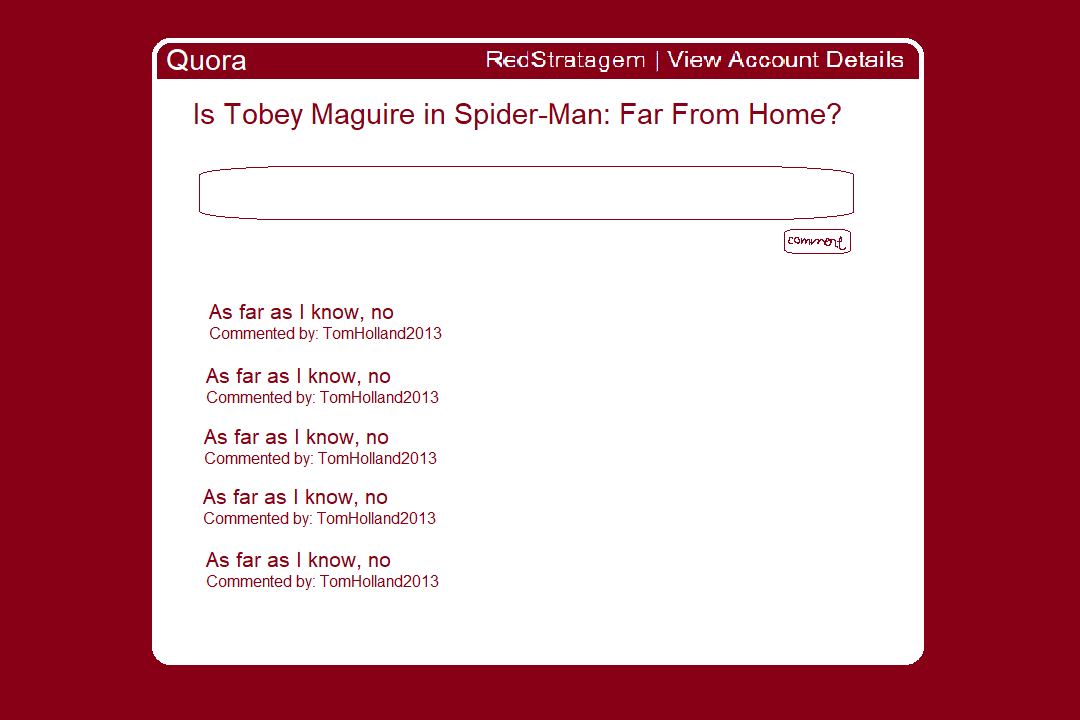 Quora
RedStratagem | View Account Details
Is Tobey Maguire in Spider-Man: Far From Home?
comment
As far as I know, no
Commented by: TomHolland2013
As far as I know, no
Commented by: TomHolland2013
As far as I know, no
Commented by: TomHolland2013
As far as I know, no
Commented by: TomHolland2013
As far as I know, no
Commented by: TomHolland2013